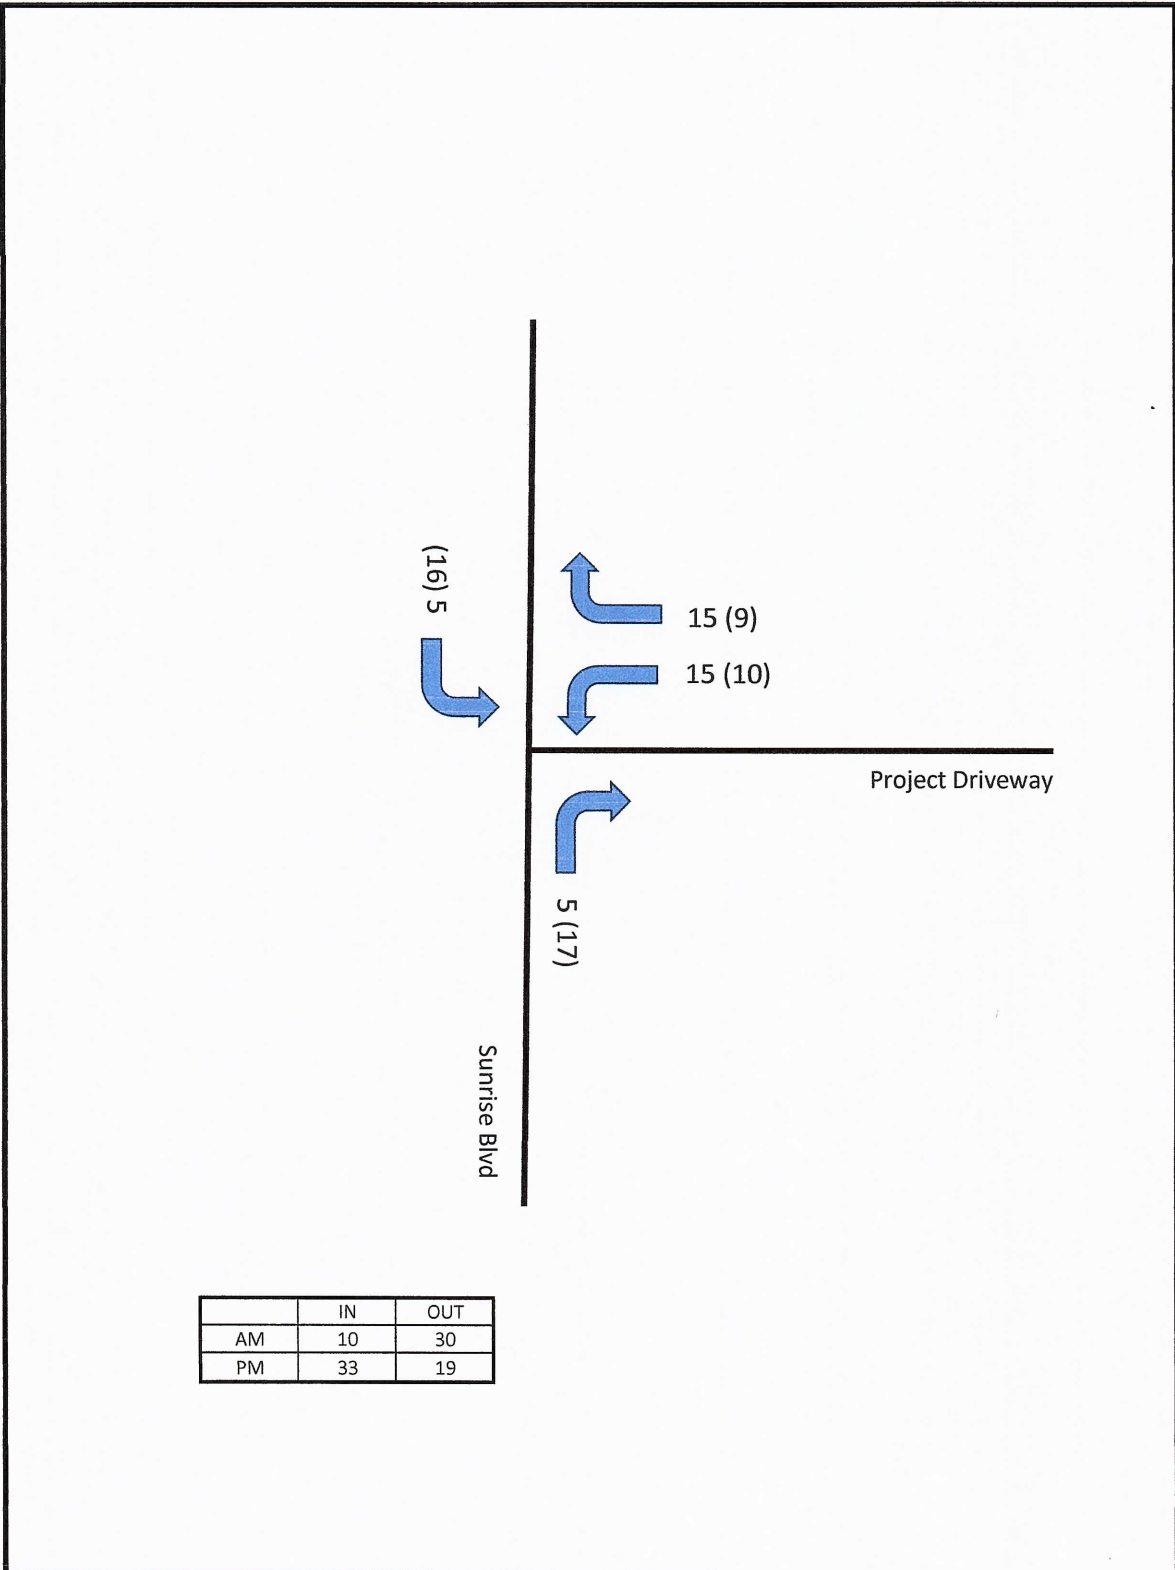 (16) 5
15 (9)
15 (10)
Project Driveway
5 (17)
Sunrise Blvd
IN OUT
AM 10 30
PM 33 19